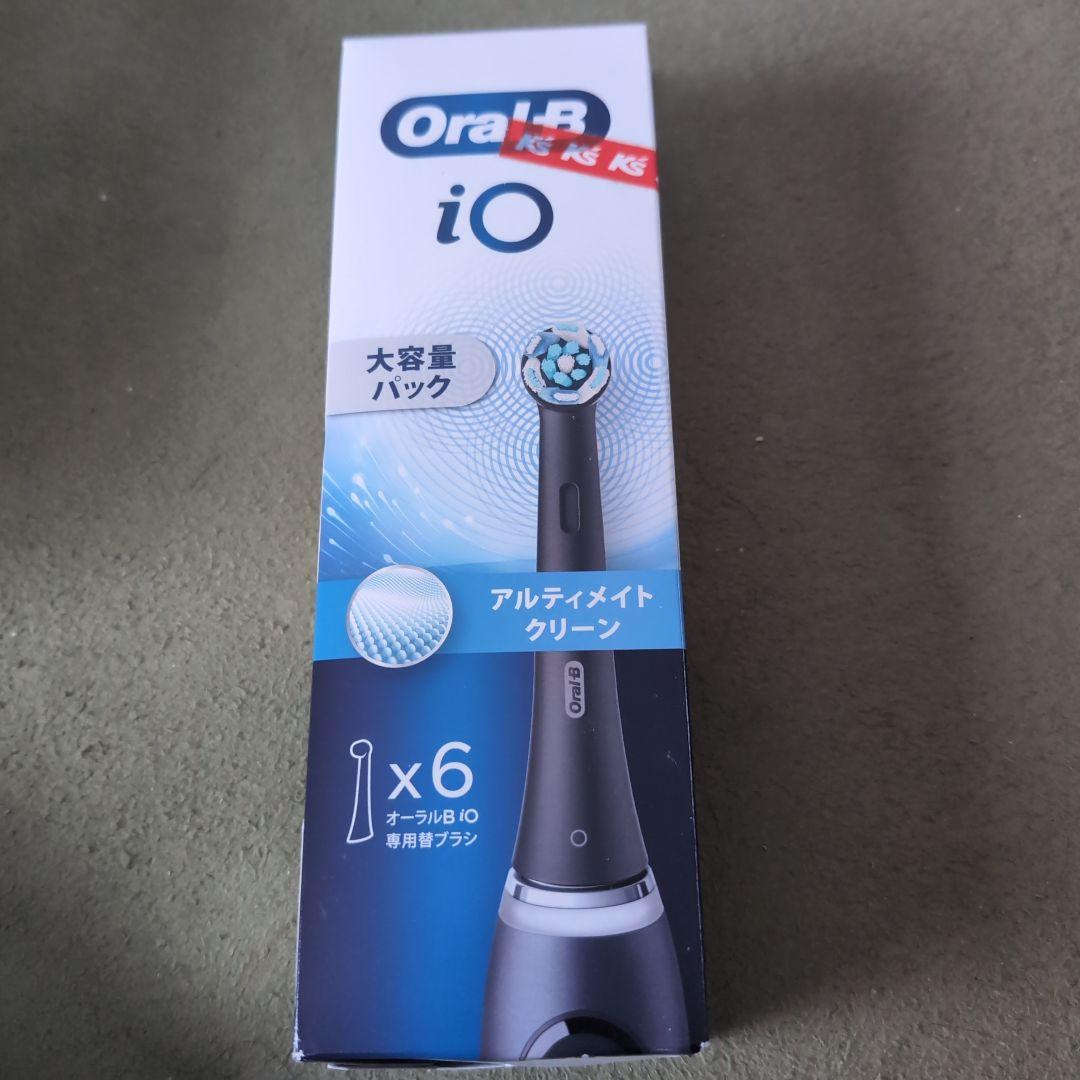 Oral-B
K's K's K's
iO
大容量
パック
アルティメイト
クリーン
Oral-B
x6
オーラルB iO
専用替ブラシ